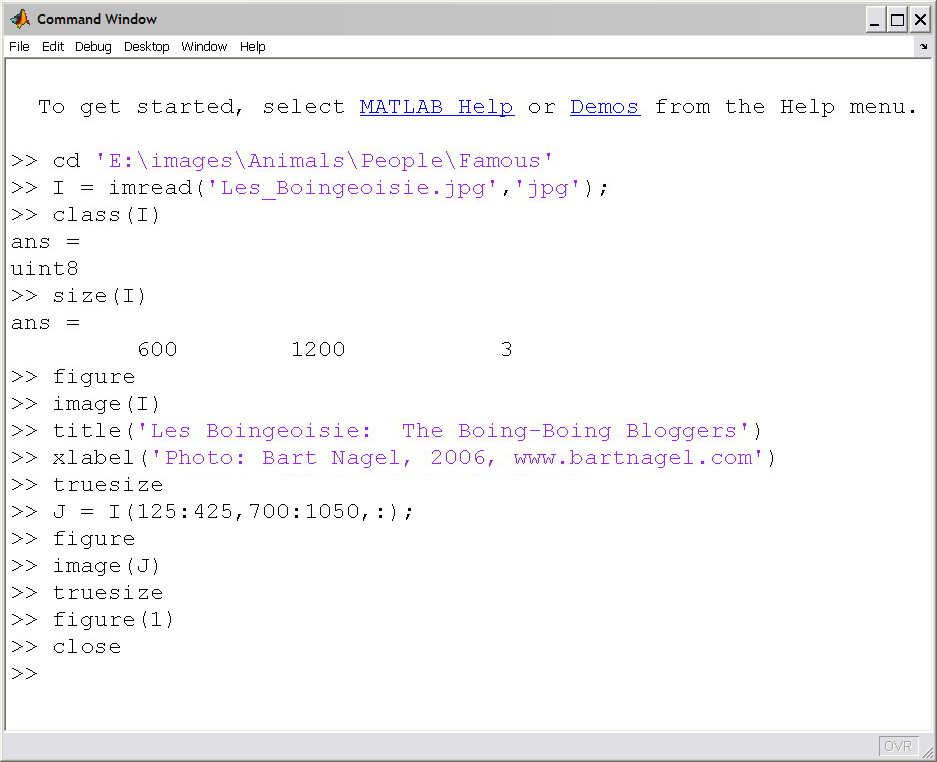 Command Window
File Edit Debug Desktop Window Help
To get started, select MATLAB Help or Demos from the Help menu.
>> cd 'E:\images\Animals\People\Famous'
>> I = imread('Les_Boingeoisie.jpg','jpg');
>> class(I)
ans =
uint8
>> size(I)
ans =
600 1200 3
>> figure
>> image(I)
>> title('Les Boingeoisie:  The Boing-Boing Bloggers')
>> xlabel('Photo: Bart Nagel, 2006, www.bartnagel.com')
>> truesize
>> J = I(125:425,700:1050,:);
>> figure
>> image(J)
>> truesize
>> figure(1)
>> close
>>
OVR